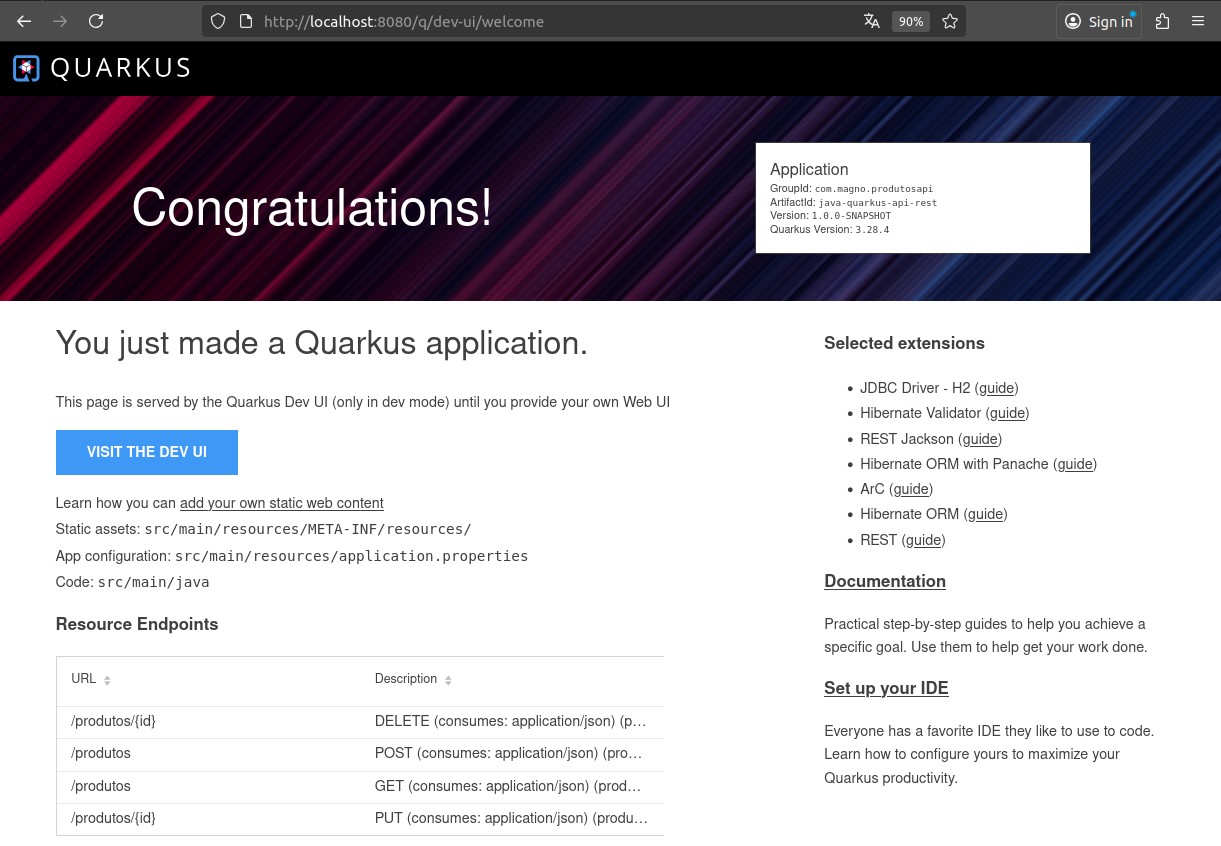 http://localhost:8080/q/dev-ui/welcome
90%
Sign in
QUARKUS
Congratulations!
Application
GroupId: com.magno.produtosapi
ArtifactId: java-quarkus-api-rest
Version: 1.0.0-SNAPSHOT
Quarkus Version: 3.28.4
You just made a Quarkus application.
This page is served by the Quarkus Dev UI (only in dev mode) until you provide your own Web UI
VISIT THE DEV UI
Learn how you can add your own static web content
Static assets: src/main/resources/META-INF/resources/
App configuration: src/main/resources/application.properties
Code: src/main/java
Resource Endpoints
URL Description
/produtos/{id} DELETE (consumes: application/json) (p…
/produtos POST (consumes: application/json) (pro…
/produtos GET (consumes: application/json) (prod…
/produtos/{id} PUT (consumes: application/json) (produ…
Selected extensions
• JDBC Driver - H2 (guide)
• Hibernate Validator (guide)
• REST Jackson (guide)
• Hibernate ORM with Panache (guide)
• ArC (guide)
• Hibernate ORM (guide)
• REST (guide)
Documentation
Practical step-by-step guides to help you achieve a
specific goal. Use them to help get your work done.
Set up your IDE
Everyone has a favorite IDE they like to use to code.
Learn how to configure yours to maximize your
Quarkus productivity.